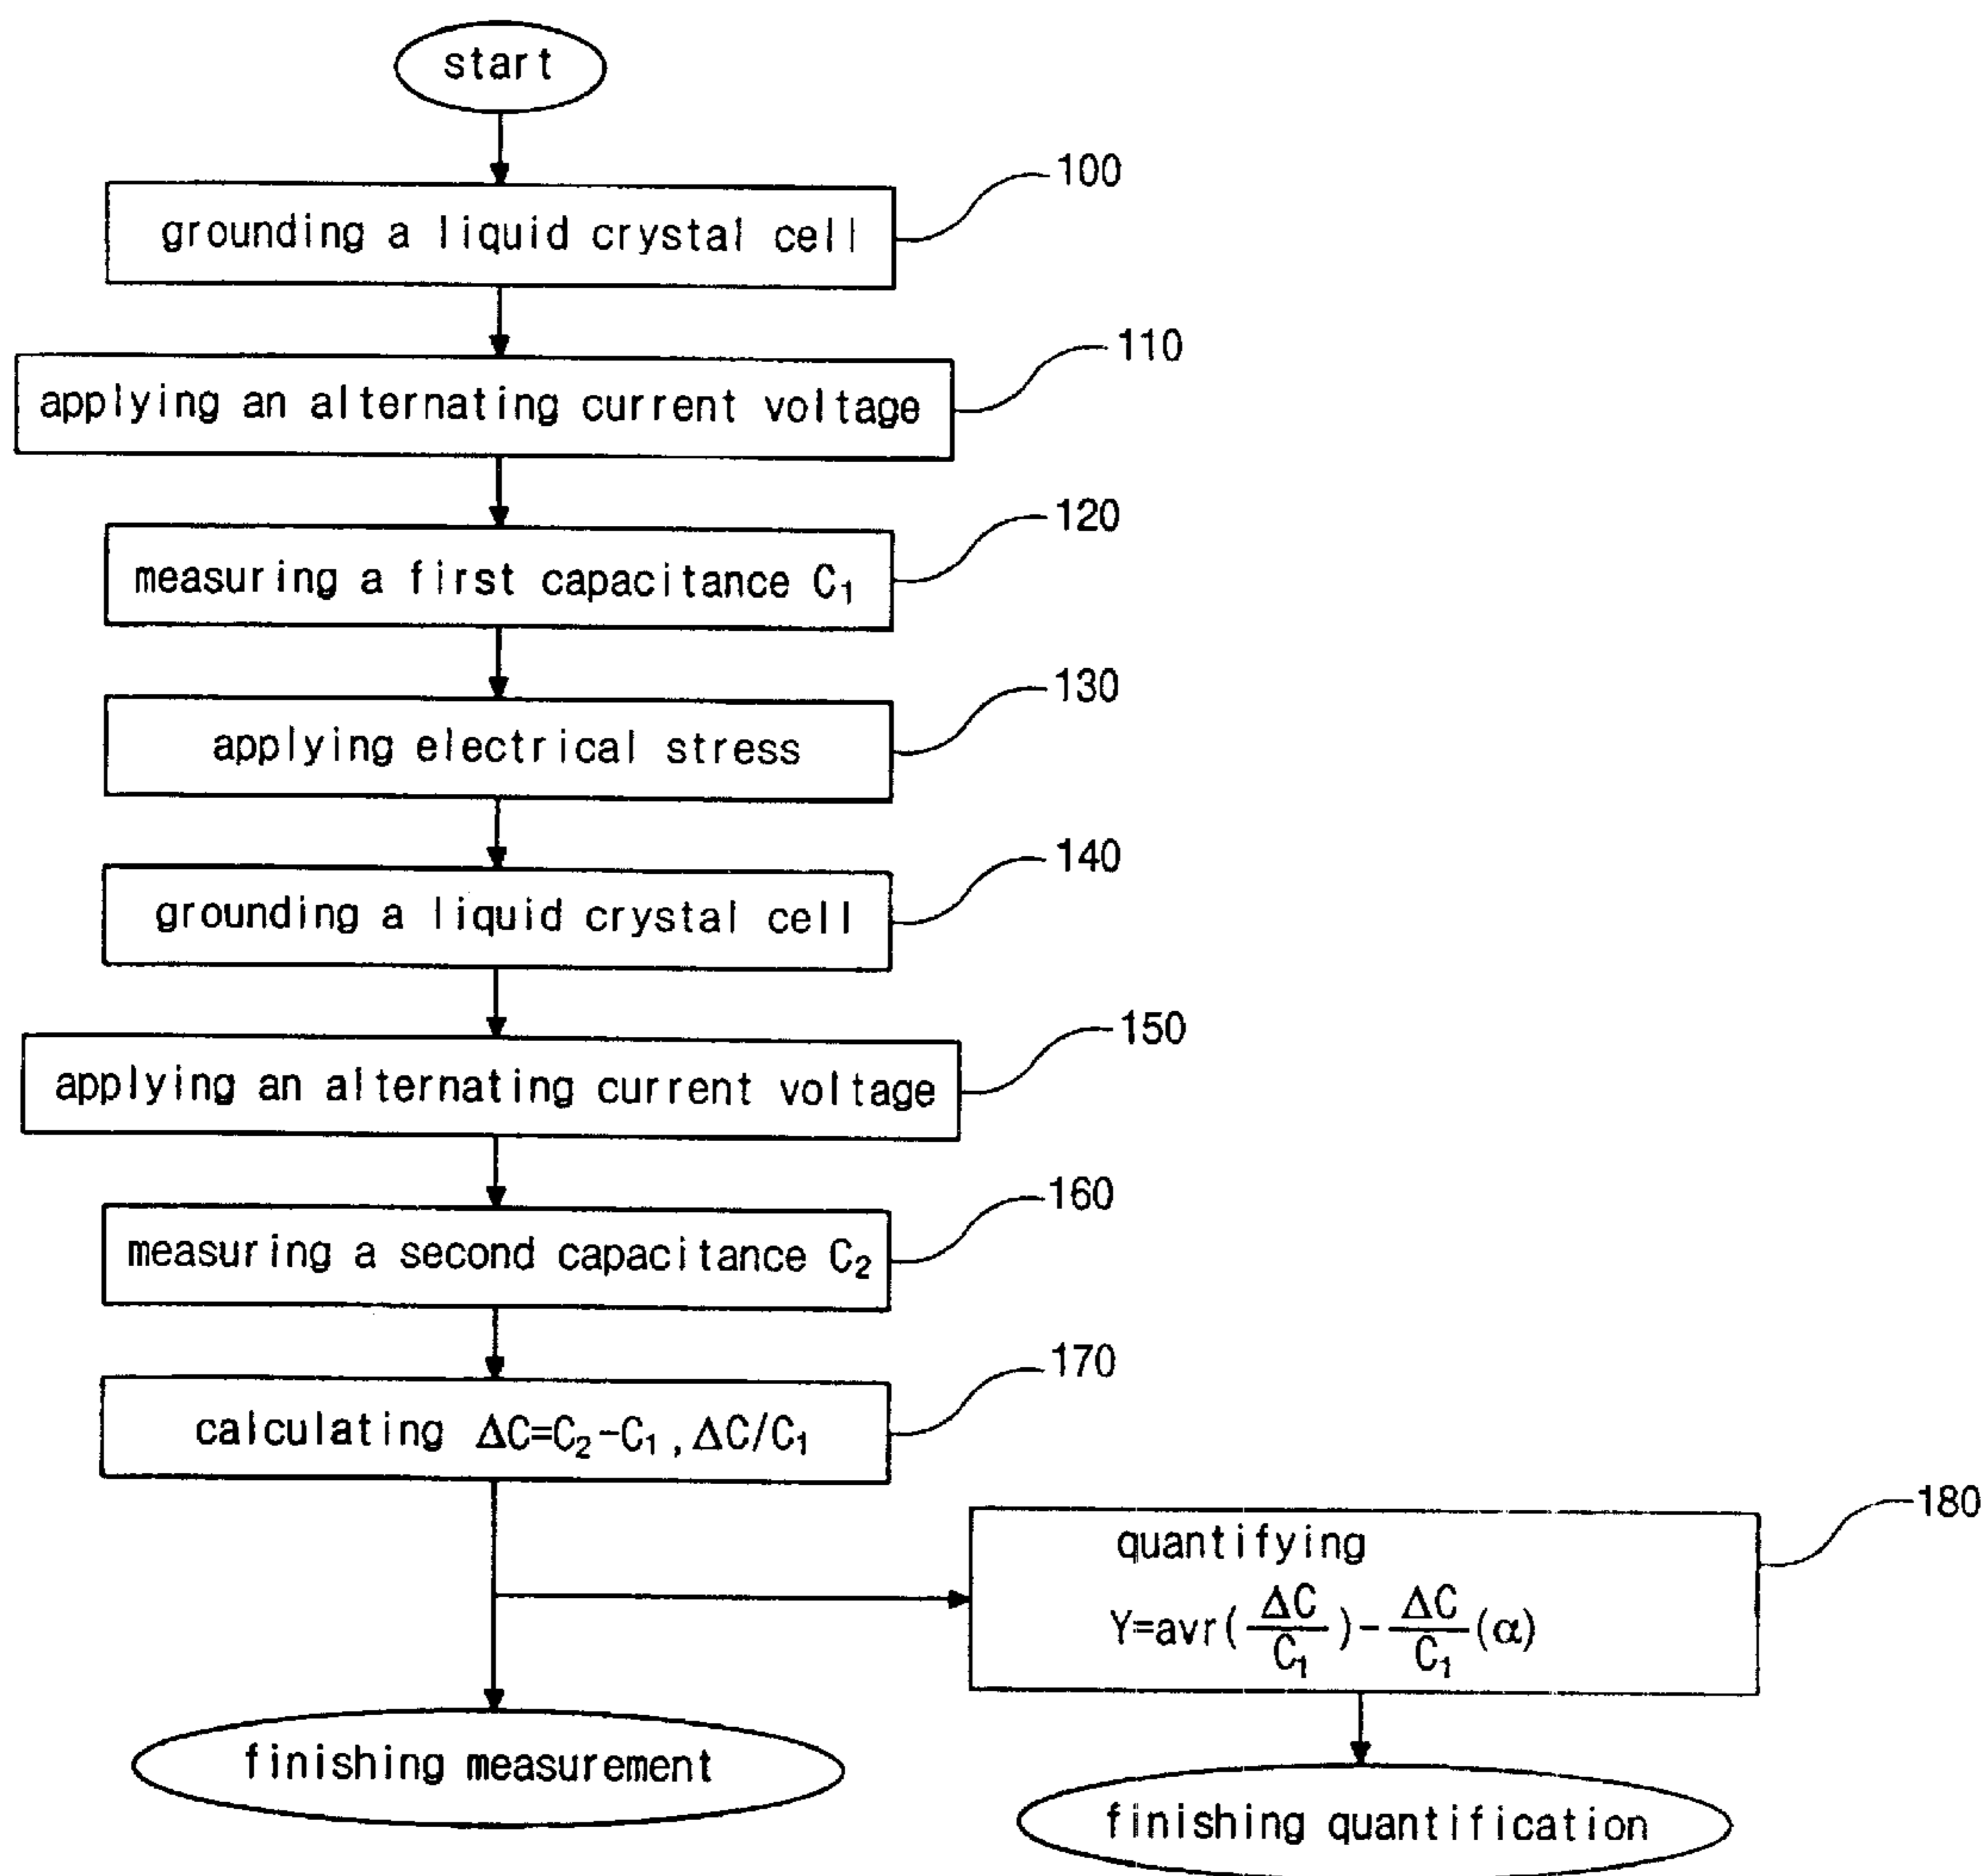 start
100
grounding a liquid crystal cell
110
applying an alternating current voltage
120
measuring a first capacitance C₁
130
applying electrical stress
140
grounding a liquid crystal cell
150
applying an alternating current voltage
160
measuring a second capacitance C₂
170
calculating ΔC=C₂-C₁,ΔC/C₁
180
quantifying
Y=avr(ΔC/C₁)-ΔC/C₁(α)
finishing measurement
finishing quantification